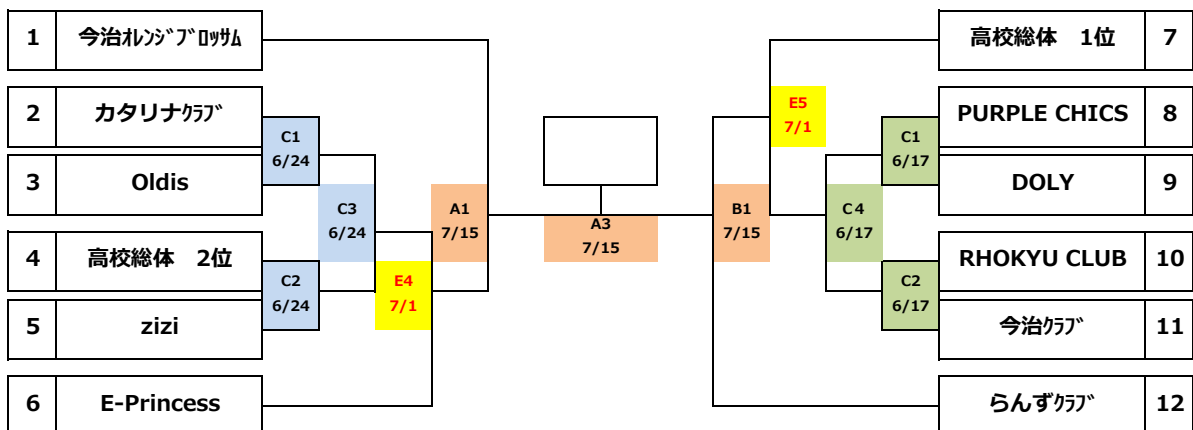 1 今治ｵﾚﾝｼﾞﾌﾞﾛｯｻﾑ
2 カタリナｸﾗﾌﾞ
3 Oldis
4 高校総体　2位
5 zizi
6 E-Princess
C1
6/24
C2
6/24
C3
6/24
E4
7/1
A1
7/15
A3
7/15
B1
7/15
E5
7/1
C4
6/17
C1
6/17
C2
6/17
高校総体　1位 7
PURPLE CHICS 8
DOLY 9
RHOKYU CLUB 10
今治ｸﾗﾌﾞ 11
らんずｸﾗﾌﾞ 12